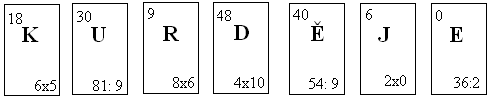 18 K 6x5
30 U 81: 9
9 R 8x6
48 D 4x10
40 Ě 54: 9
6 J 2x0
0 E 36:2